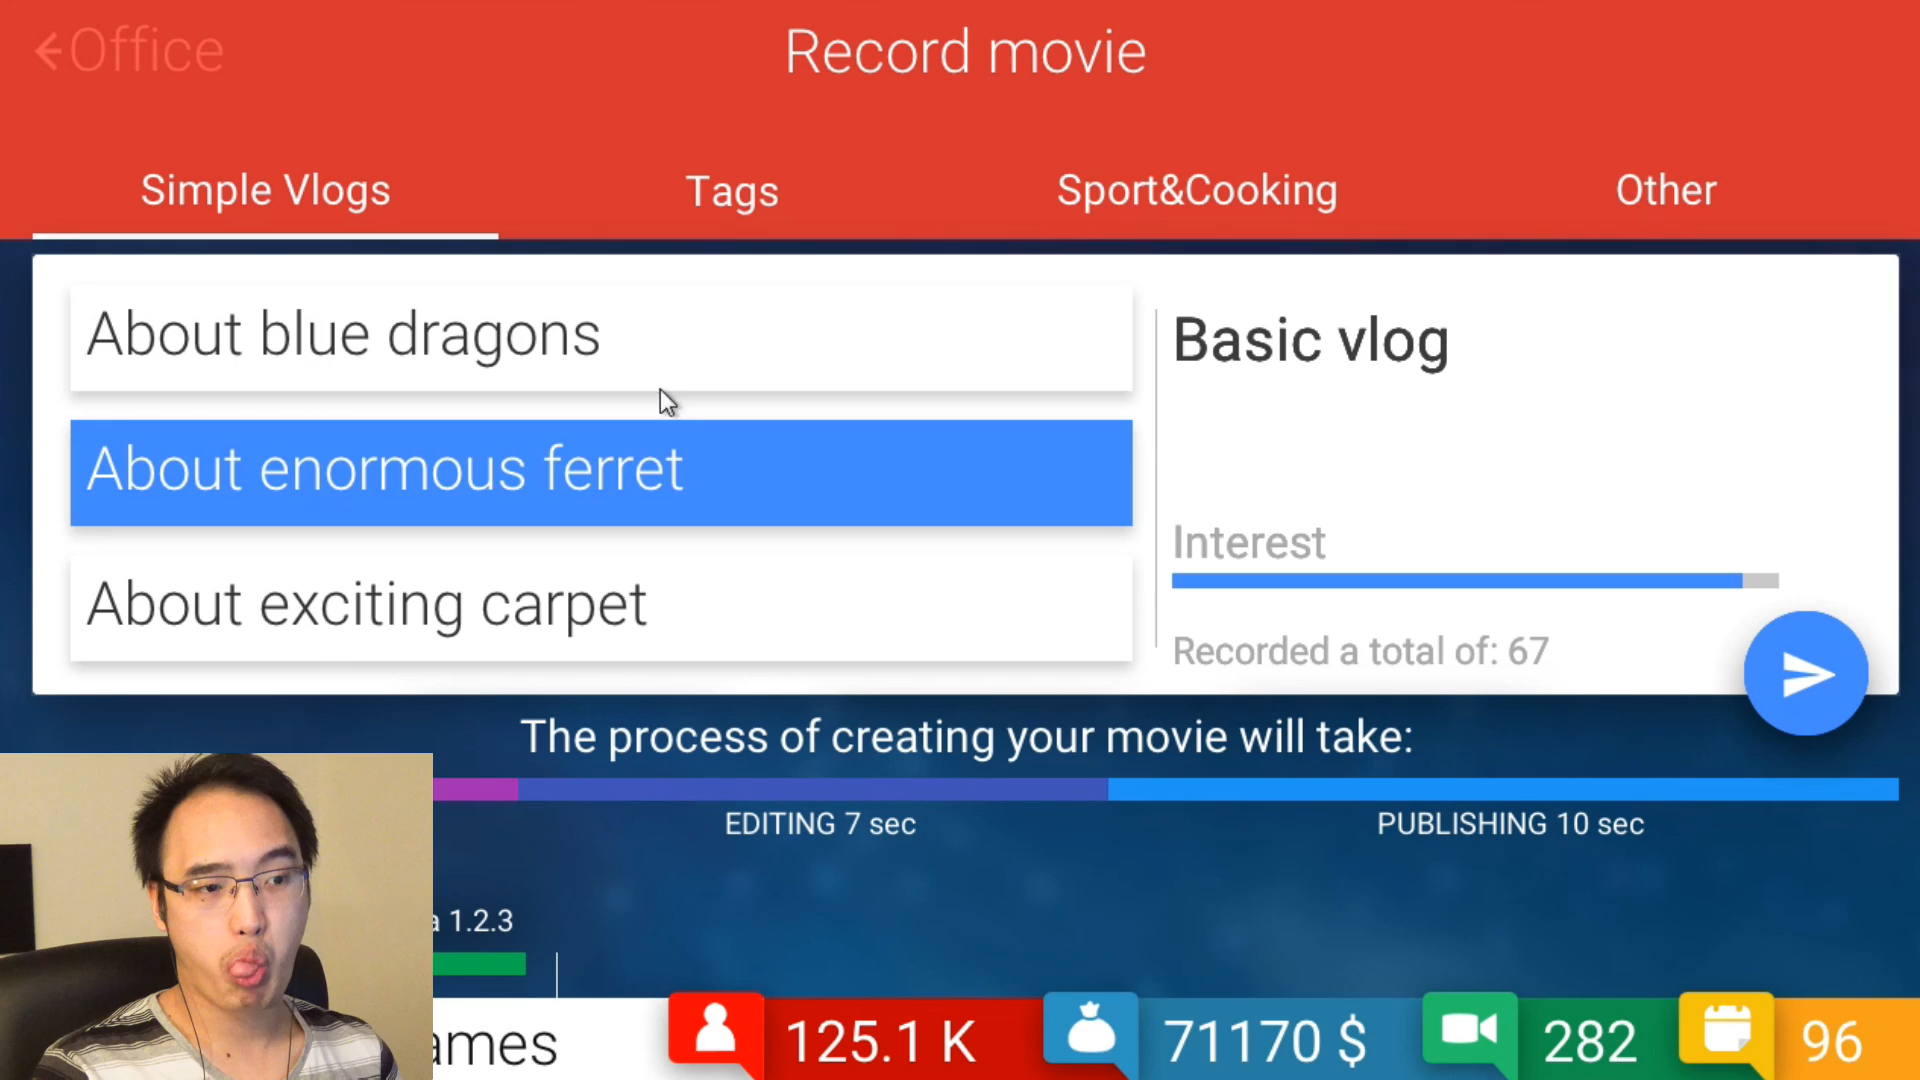 Office
Record movie
Simple Vlogs
Tags
Sport&Cooking
Other
About blue dragons
About enormous ferret
About exciting carpet
Basic vlog
Interest
Recorded a total of: 67
The process of creating your movie will take:
EDITING 7 sec
PUBLISHING 10 sec
1.2.3
125.1 K
71170 $
282
96